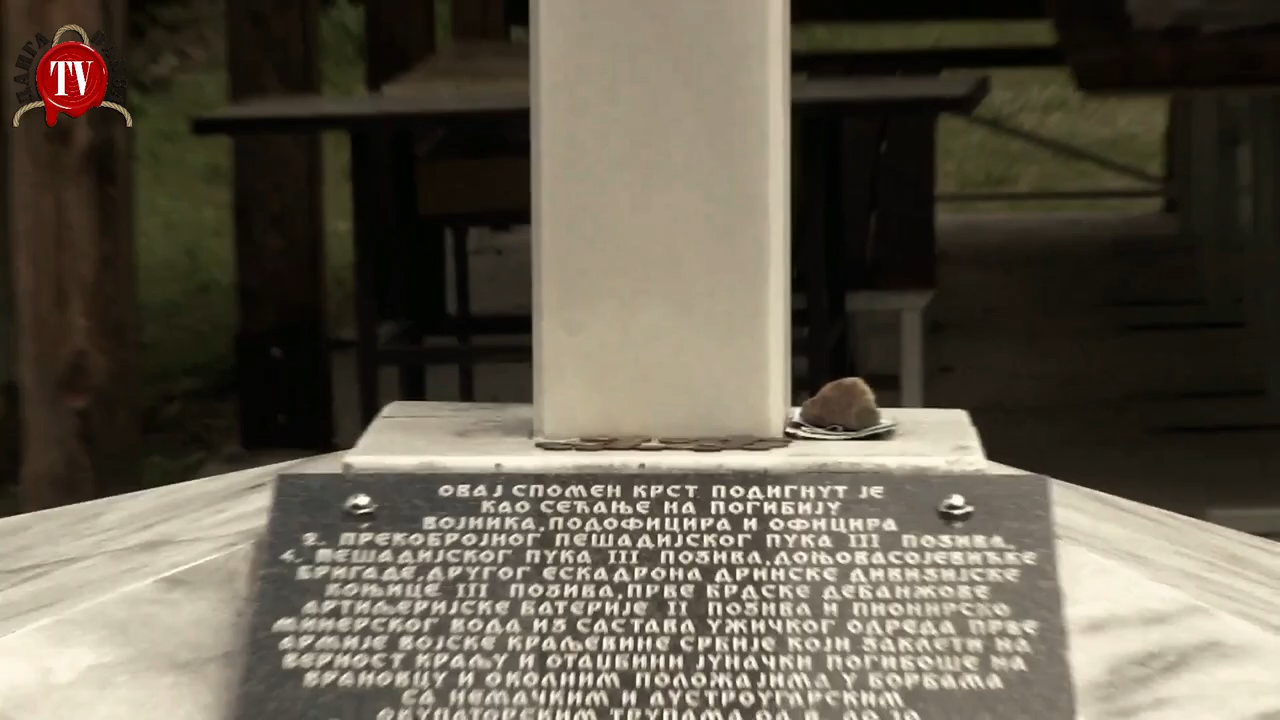 TV
ОВАЈ СПОМЕН КРСТ ПОДИГНУТ ЈЕ
КАО СЕЋАЊЕ НА ПОГИБИЈУ
ВОЈНИКА, ПОДОФИЦИРА И ОФИЦИРА
2. ПРЕКОБРОЈНОГ ПЕШАДИЈСКОГ ПУКА III ПОЗИВА,
4. ПЕШАДИЈСКОГ ПУКА III ПОЗИВА, ДОЊОВАСОЈЕВИЋКЕ
БРИГАДЕ, ДРУГОГ ЕСКАДРОНА ДРИНСКЕ ДИВИЗИЈСКЕ
КОЊИЦЕ III ПОЗИВА, ПРВЕ БРДСКЕ ДЕБАНЖОВЕ
АРТИЉЕРИЈСКЕ БАТЕРИЈЕ II ПОЗИВА И ПИОНИРСКО
МИНЕРСКОГ ВОДА ИЗ САСТАВА УЖИЧКОГ ОДРЕДА ПРВЕ
АРМИЈЕ ВОЈСКЕ КРАЉЕВИНЕ СРБИЈЕ КОЈИ ЗАКЛЕТИ НА
ВЕРНОСТ КРАЉУ И ОТАЏБИНИ ЈУНАЧКИ ПОГИБОШЕ НА
БРАНОВЦУ И ОКОЛНИМ ПОЛОЖАЈИМА У БОРБАМА
СА НЕМАЧКИМ И АУСТРОУГАРСКИМ
ОКУПАТОРСКИМ ТРУПАМА ОД